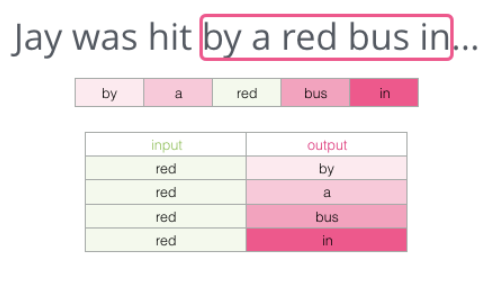 Jay was hit by a red bus in...
by a red bus in
input output
red by
red a
red bus
red in